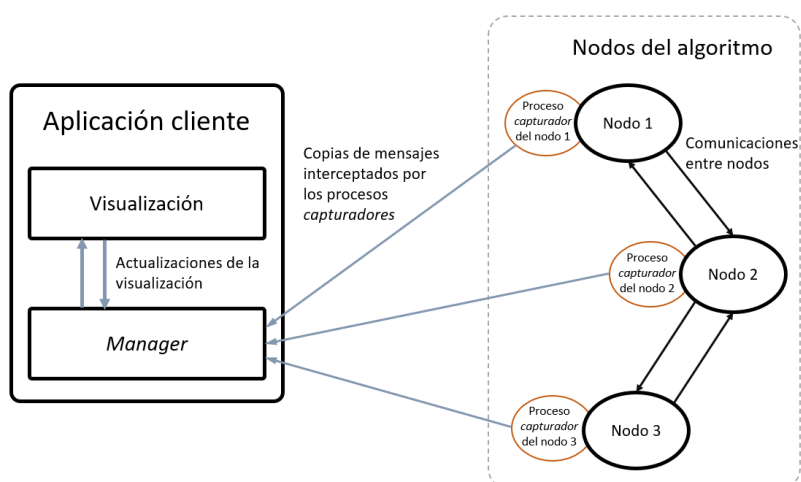 Nodos del algoritmo
Aplicación cliente
Visualización
Actualizaciones de la
visualización
Manager
Copias de mensajes
interceptados por
los procesos
capturadores
Proceso
capturador
del nodo 1
Nodo 1
Comunicaciones
entre nodos
Proceso
capturador
del nodo 2
Nodo 2
Proceso
capturador
del nodo 3
Nodo 3